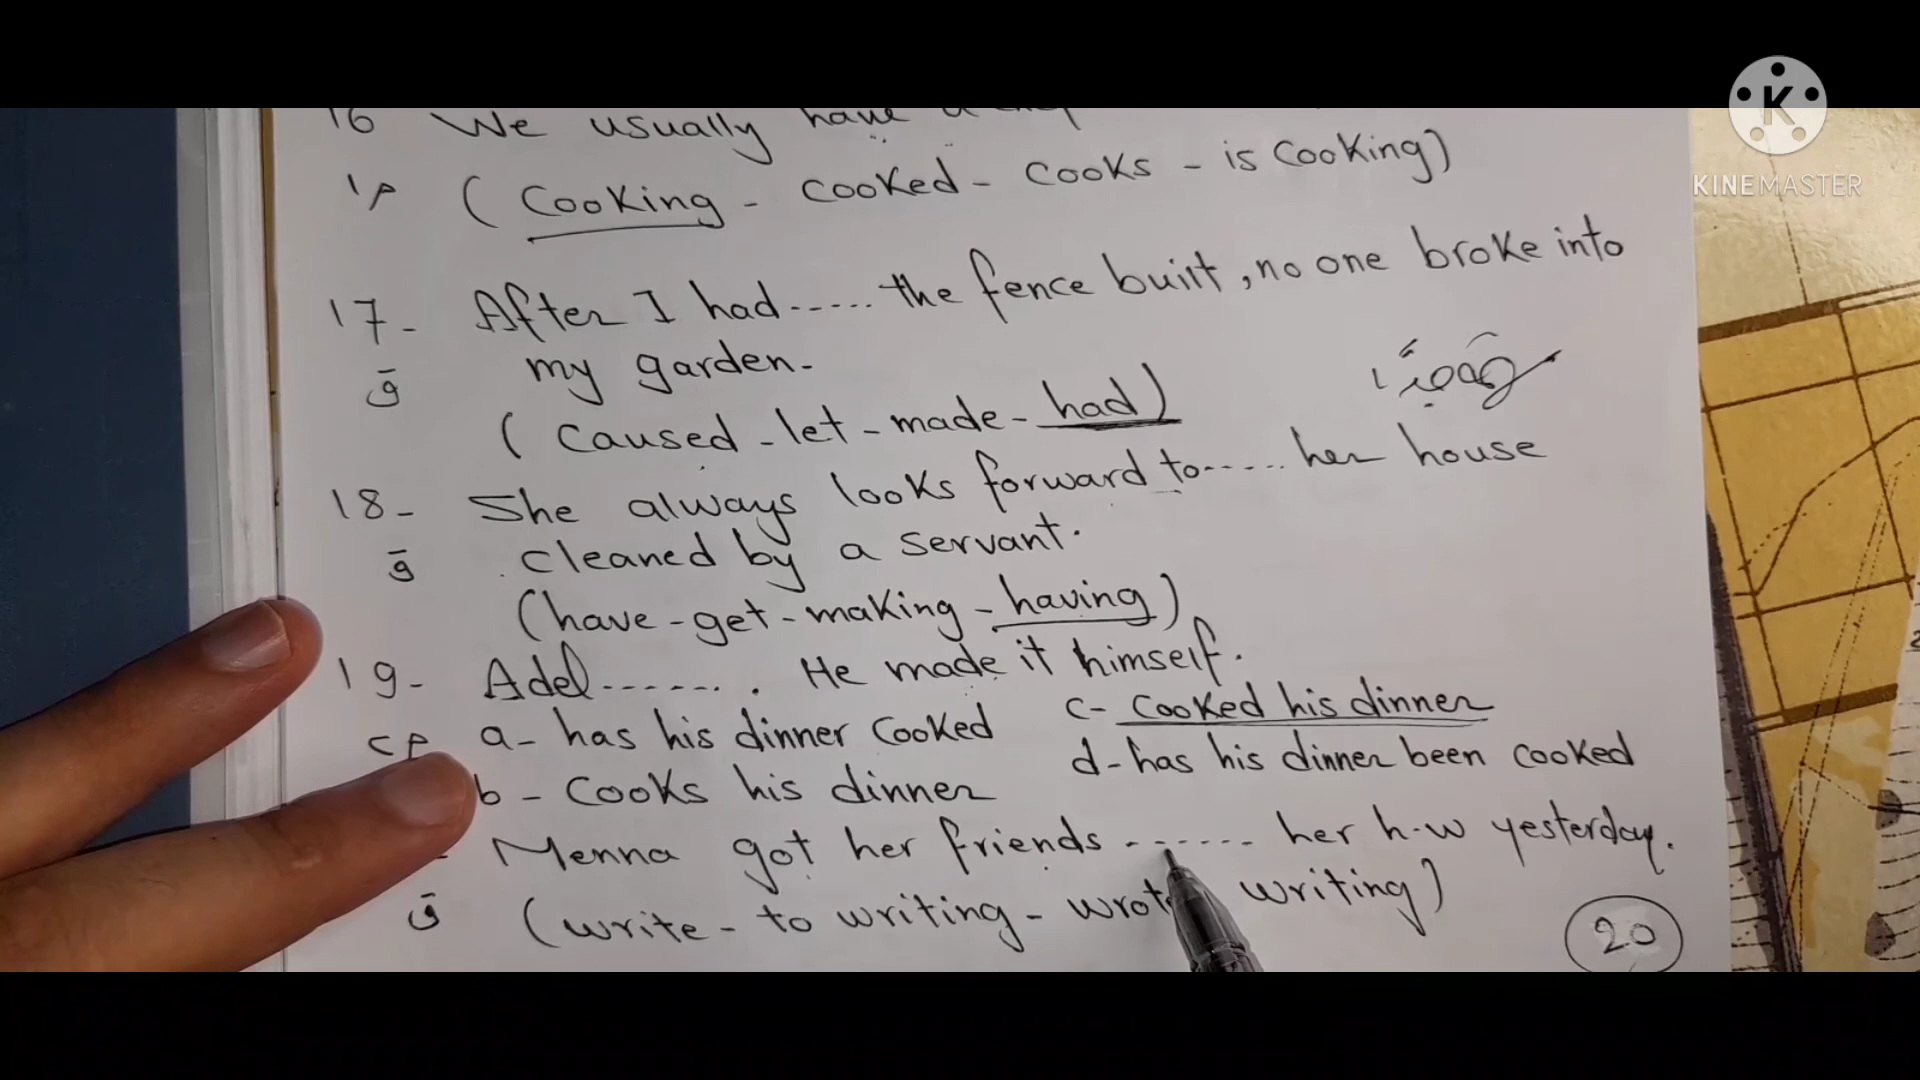 16 We usually have a chef
(Cooking - cooked - cooks - is cooking)
17- After I had ...... the fence built, no one broke into
my garden.
(caused - let - made - had)
18- She always looks forward to ...... her house
cleaned by a servant.
(have - get - making - having)
19- Adel ....... . He made it himself.
a- has his dinner cooked
c- cooked his dinner
b- cooks his dinner
d- has his dinner been cooked
Menna got her friends ....... her h.w yesterday.
(write - to writing - wrote writing)
20
KINEMASTER